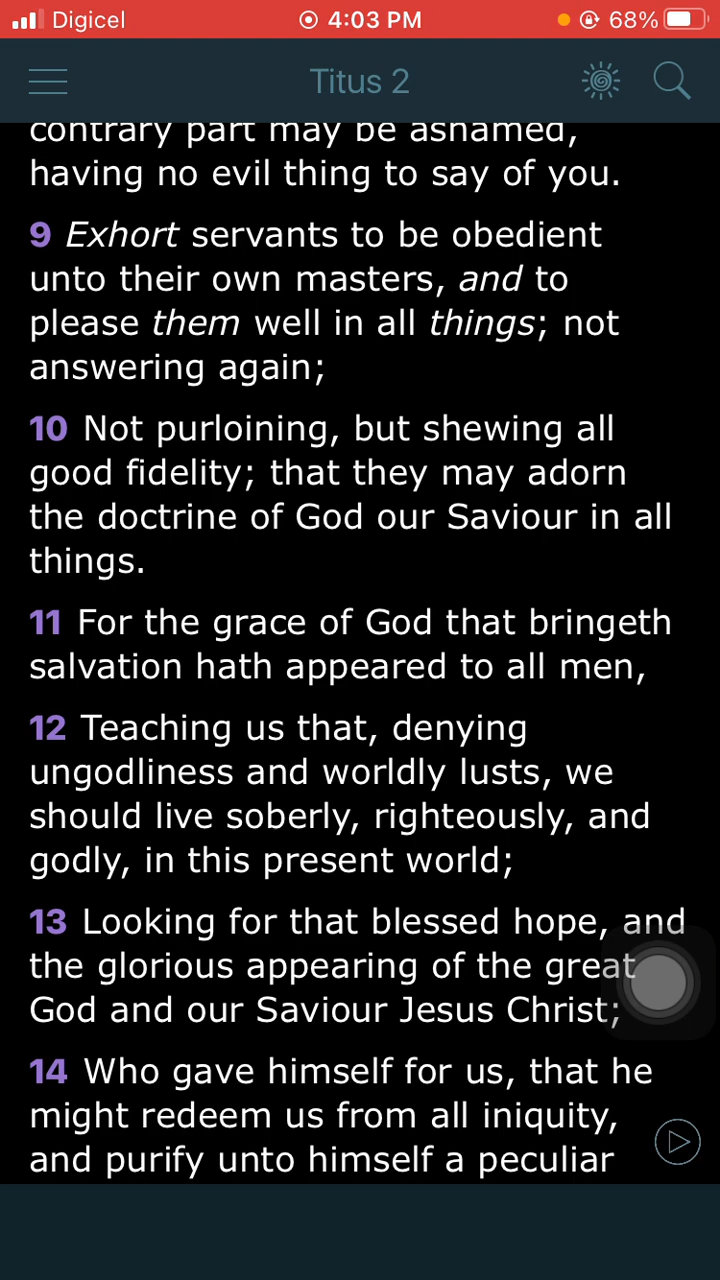 Digicel 4:03 PM 68%
Titus 2
contrary part may be ashamed,
having no evil thing to say of you.
9 Exhort servants to be obedient
unto their own masters, and to
please them well in all things; not
answering again;
10 Not purloining, but shewing all
good fidelity; that they may adorn
the doctrine of God our Saviour in all
things.
11 For the grace of God that bringeth
salvation hath appeared to all men,
12 Teaching us that, denying
ungodliness and worldly lusts, we
should live soberly, righteously, and
godly, in this present world;
13 Looking for that blessed hope, and
the glorious appearing of the great
God and our Saviour Jesus Christ;
14 Who gave himself for us, that he
might redeem us from all iniquity,
and purify unto himself a peculiar